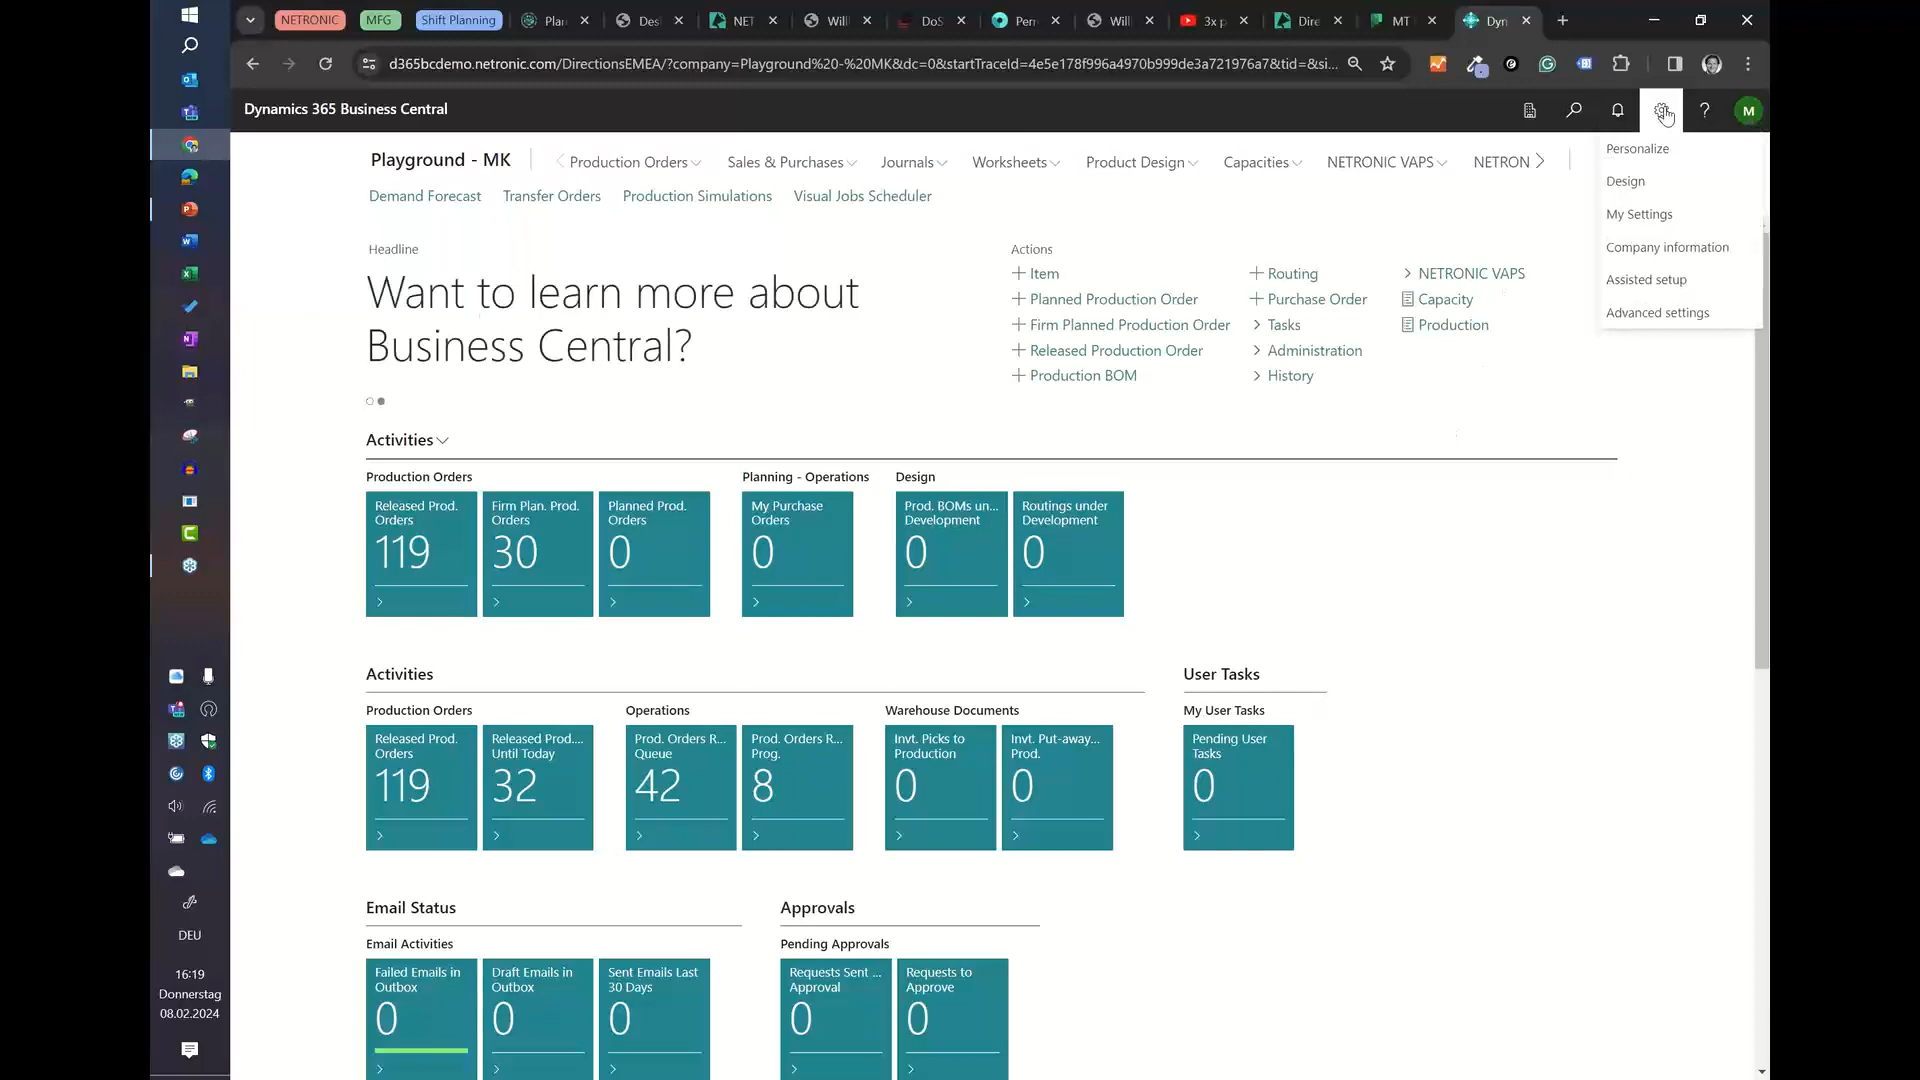 NETRONIC MFG Shift Planning Plan Des NET Will DoS Per Will 3x p Dire MT Dyn
d365bcdemo.netronic.com/DirectionsEMEA/?company=Playground%20-%20MK&dc=0&startTraceId=4e5e178f996a4970b999de3a721976a7&tid=&si...
Dynamics 365 Business Central
M
Playground - MK
Production Orders Sales & Purchases Journals Worksheets Product Design Capacities NETRONIC VAPS NETRON
Demand Forecast Transfer Orders Production Simulations Visual Jobs Scheduler
Personalize
Design
My Settings
Company information
Assisted setup
Advanced settings
Headline
Want to learn more about
Business Central?
Actions
Item
Planned Production Order
Firm Planned Production Order
Released Production Order
Production BOM
Routing
Purchase Order
Tasks
Administration
History
NETRONIC VAPS
Capacity
Production
Activities
Production Orders
Released Prod.
Orders
119
Firm Plan. Prod.
Orders
30
Planned Prod.
Orders
0
Planning - Operations
My Purchase
Orders
0
Design
Prod. BOMs un...
Development
0
Routings under
Development
0
Activities
Production Orders
Released Prod.
Orders
119
Released Prod....
Until Today
32
Operations
Prod. Orders R...
Queue
42
Prod. Orders R...
Prog.
8
Warehouse Documents
Invt. Picks to
Production
0
Invt. Put-away...
Prod.
0
User Tasks
My User Tasks
Pending User
Tasks
0
Email Status
Email Activities
Failed Emails in
Outbox
0
Draft Emails in
Outbox
0
Sent Emails Last
30 Days
0
Approvals
Pending Approvals
Requests Sent ...
Approval
0
Requests to
Approve
0
DEU
16:19
Donnerstag
08.02.2024